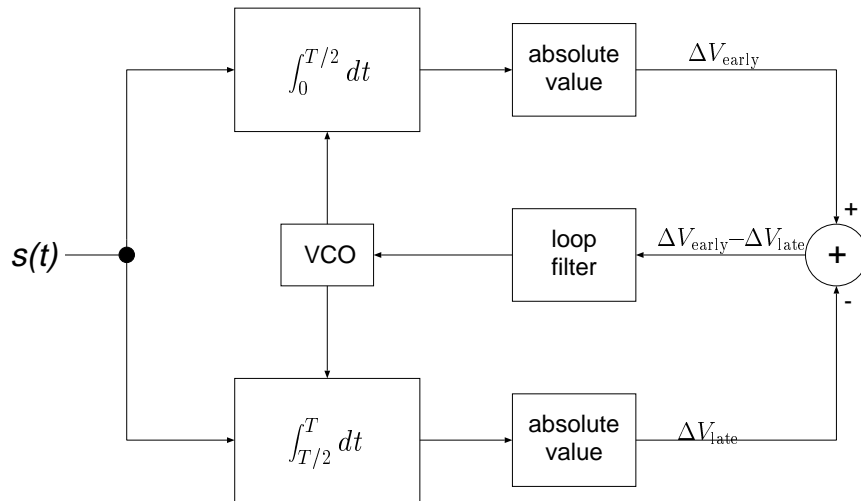 ∫_0^{T/2} dt
absolute
value
ΔV_early
+
s(t)
VCO
loop
filter
ΔV_early−ΔV_late
+
-
∫_{T/2}^T dt
absolute
value
ΔV_late